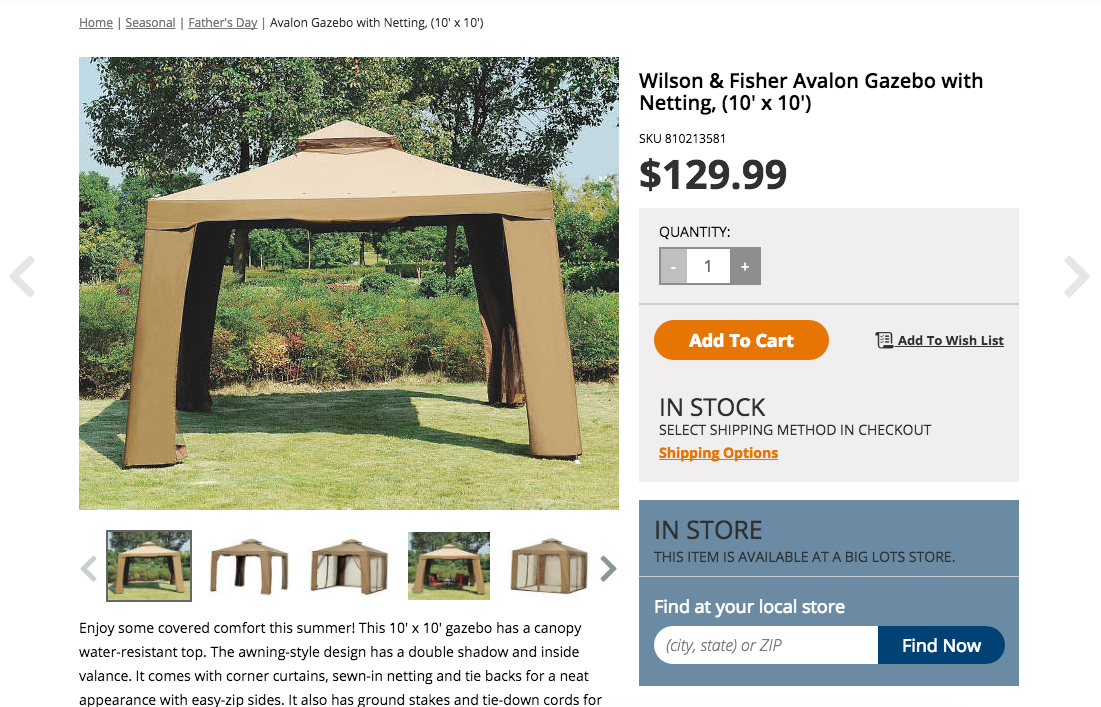 Home | Seasonal | Father's Day | Avalon Gazebo with Netting, (10' x 10')
Wilson & Fisher Avalon Gazebo with
Netting, (10' x 10')
SKU 810213581
$129.99
QUANTITY:
- 1 +
Add To Cart
Add To Wish List
IN STOCK
SELECT SHIPPING METHOD IN CHECKOUT
Shipping Options
IN STORE
THIS ITEM IS AVAILABLE AT A BIG LOTS STORE.
Find at your local store
(city, state) or ZIP
Find Now
Enjoy some covered comfort this summer! This 10' x 10' gazebo has a canopy
water-resistant top. The awning-style design has a double shadow and inside
valance. It comes with corner curtains, sewn-in netting and tie backs for a neat
appearance with easy-zip sides. It also has ground stakes and tie-down cords for